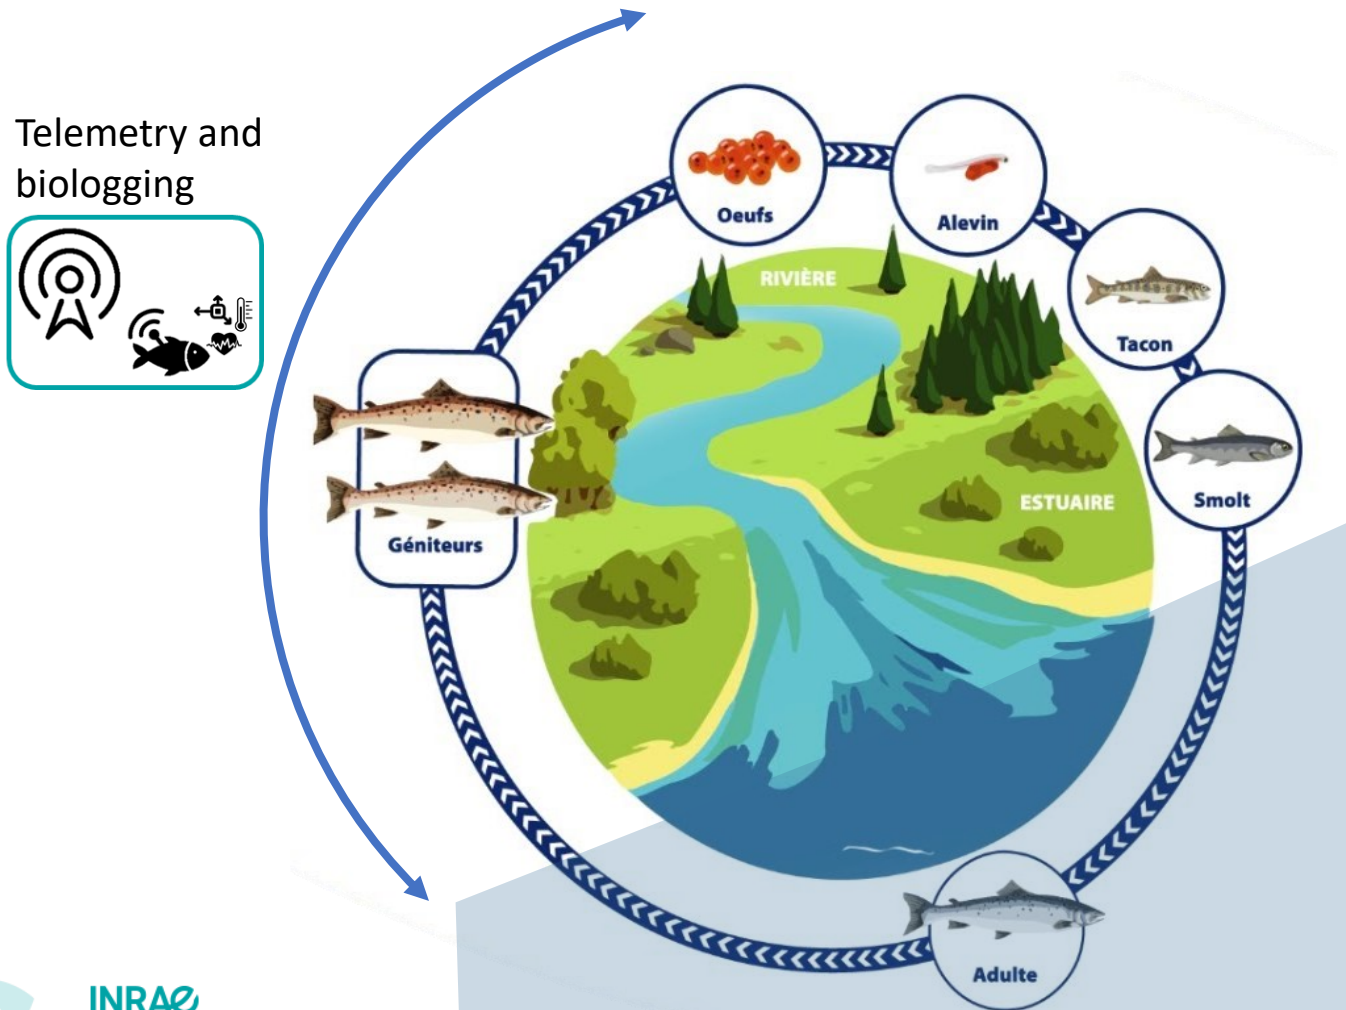 Telemetry and
biologging
Oeufs
Alevin
Tacon
Smolt
Adulte
Géniteurs
RIVIÈRE
ESTUAIRE
INRAE